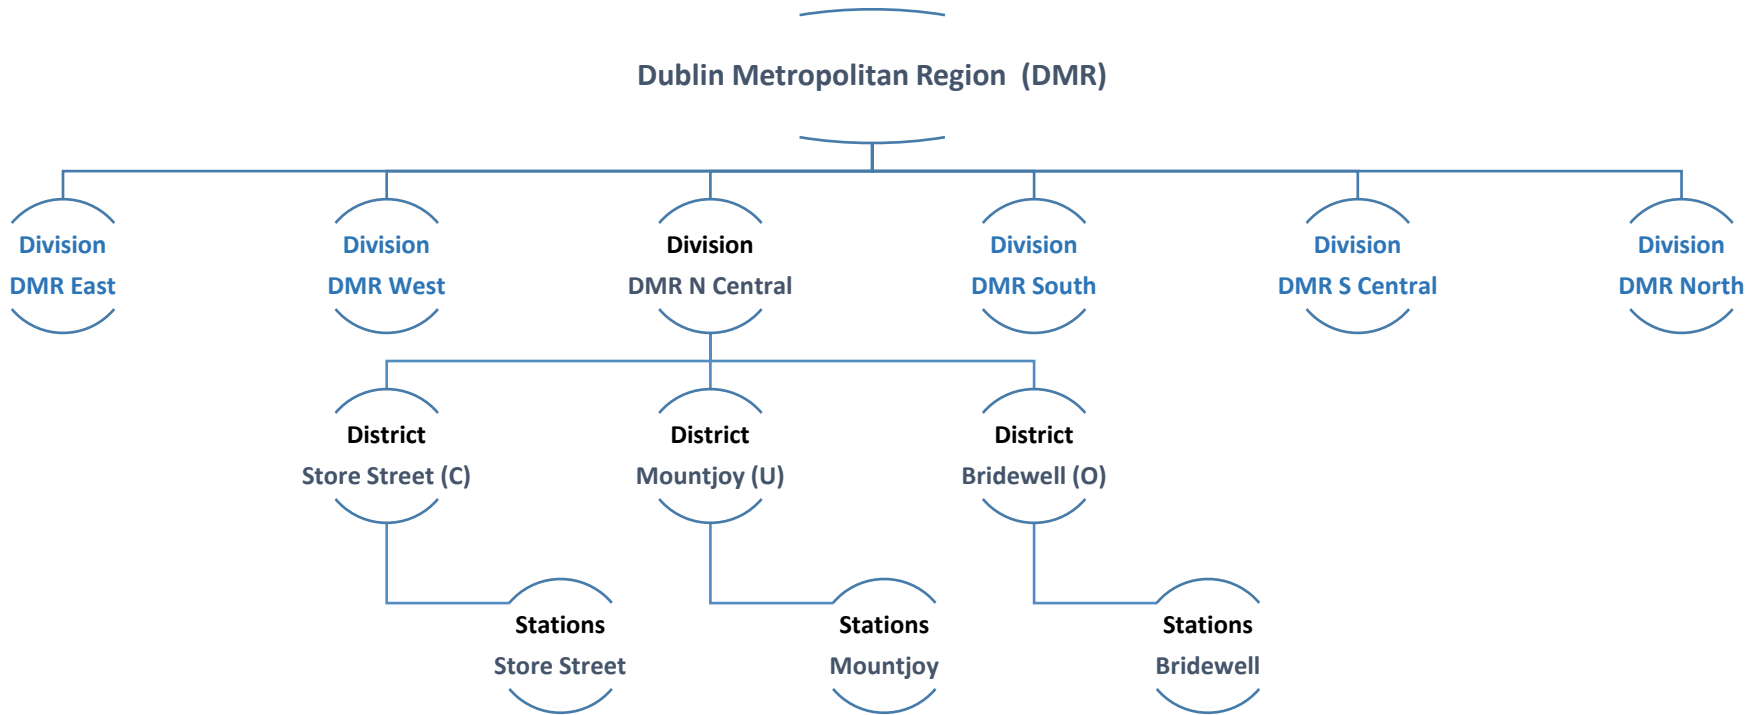 Dublin Metropolitan Region (DMR)
Division
DMR East
Division
DMR West
Division
DMR N Central
Division
DMR South
Division
DMR S Central
Division
DMR North
District
Store Street (C)
District
Mountjoy (U)
District
Bridewell (O)
Stations
Store Street
Stations
Mountjoy
Stations
Bridewell